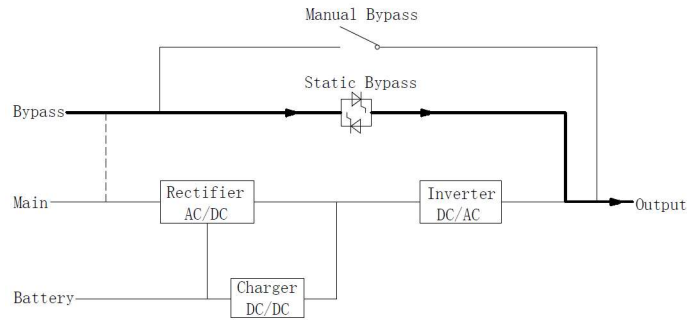 Manual Bypass
Static Bypass
Bypass
Main
Rectifier
AC/DC
Inverter
DC/AC
Output
Battery
Charger
DC/DC